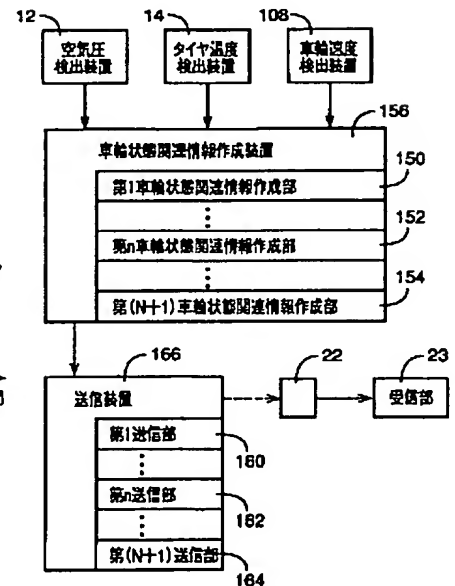 12
14
108
空気圧
検出装置
タイヤ温度
検出装置
車輪速度
検出装置
156
車輪状態関連情報作成装置
150
第1車輪状態関連情報作成部
152
第n車輪状態関連情報作成部
154
第(N+1)車輪状態関連情報作成部
166
22
23
送信装置
受信部
第1送信部
160
第n送信部
162
第(N+1)送信部
164